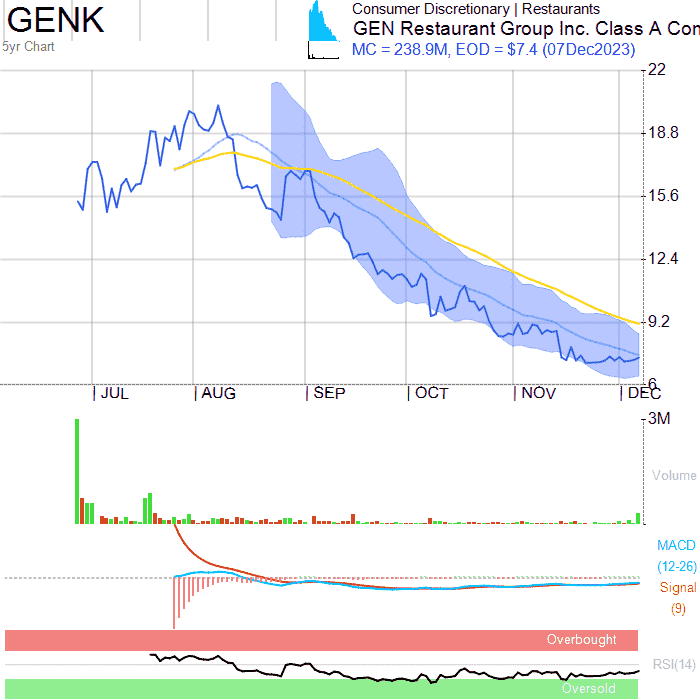 GENK
5yr Chart
Consumer Discretionary | Restaurants
GEN Restaurant Group Inc. Class A Con
MC = 238.9M, EOD = $7.4 (07Dec2023)
22
18.8
15.6
12.4
9.2
6
JUL AUG SEP OCT NOV DEC
3M
Volume
MACD
(12-26)
Signal
(9)
Overbought
RSI(14)
Oversold